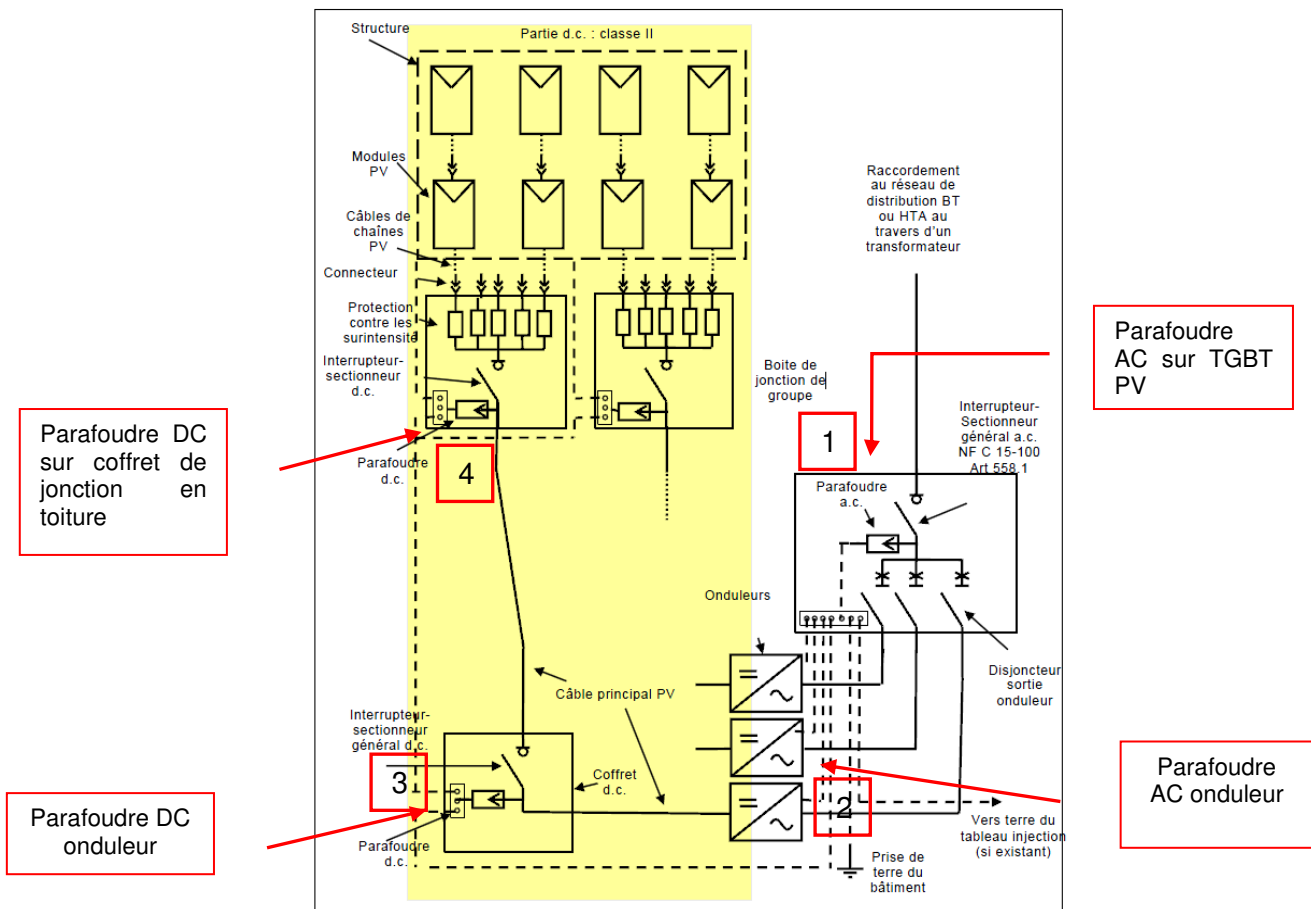 Structure
Partie d.c. : classe II
Modules
PV
Câbles de
chaînes
PV
Connecteur
Protection
contre les
surintensité
Interrupteur-
sectionneur
d.c.
Parafoudre
d.c.
4
Parafoudre DC
sur coffret de
jonction en
toiture
Raccordement
au réseau de
distribution BT
ou HTA au
travers d'un
transformateur
Boite de
jonction de
groupe
1
Parafoudre
AC sur TGBT
PV
Interrupteur-
Sectionneur
général a.c.
NF C 15-100
Art 558.1
Parafoudre
a.c.
Onduleurs
Disjoncteur
sortie
onduleur
Câble principal PV
Interrupteur-
sectionneur
général d.c.
3
Coffret
d.c.
Parafoudre
d.c.
Parafoudre DC
onduleur
2
Parafoudre
AC onduleur
Vers terre du
tableau injection
(si existant)
Prise de
terre du
bâtiment